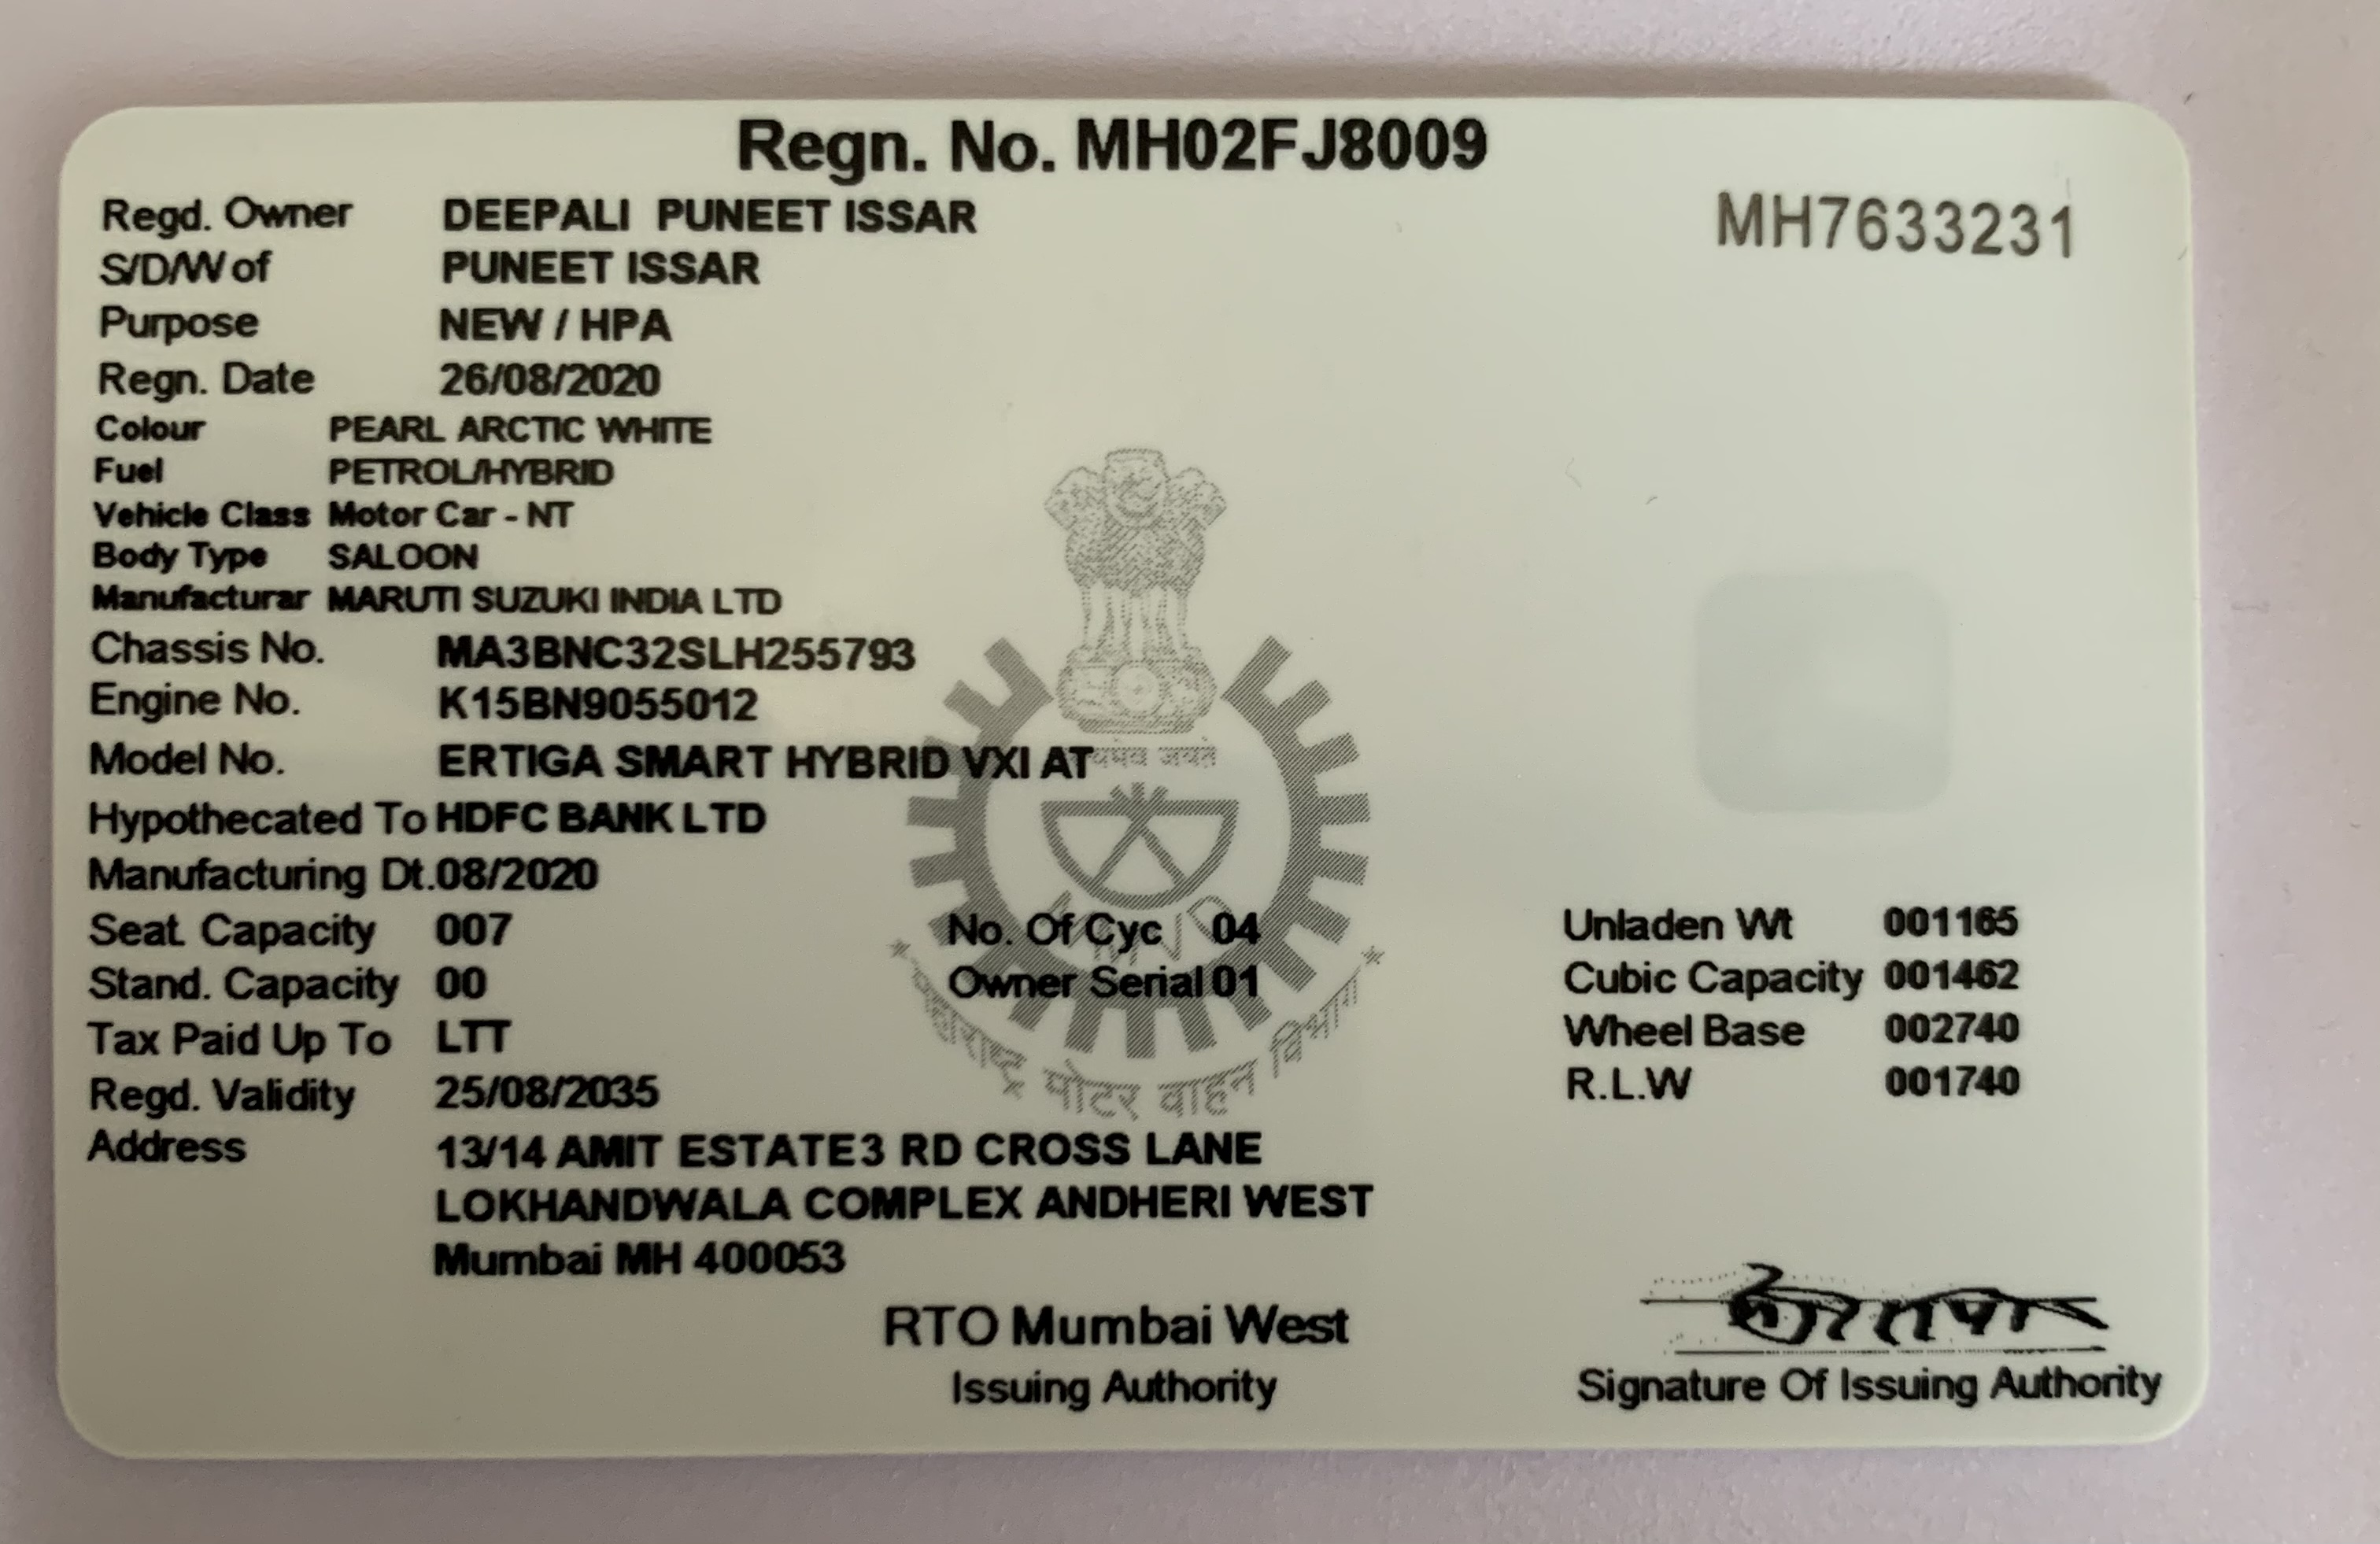 Regn. No. MH02FJ8009
MH7633231
Regd. Owner DEEPALI PUNEET ISSAR
S/D/W of PUNEET ISSAR
Purpose NEW / HPA
Regn. Date 26/08/2020
Colour PEARL ARCTIC WHITE
Fuel PETROL/HYBRID
Vehicle Class Motor Car - NT
Body Type SALOON
Manufacturar MARUTI SUZUKI INDIA LTD
Chassis No. MA3BNC32SLH255793
Engine No. K15BN9055012
Model No. ERTIGA SMART HYBRID VXI AT
जयते
Hypothecated To HDFC BANK LTD
Manufacturing Dt. 08/2020
Seat. Capacity 007 No. Of Cyc 04 Unladen Wt 001165
Stand. Capacity 00 Owner Serial 01 Cubic Capacity 001462
Tax Paid Up To LTT Wheel Base 002740
Regd. Validity 25/08/2035 R.L.W 001740
महाराष्ट्र मोटर वाहन विभाग
Address 13/14 AMIT ESTATE3 RD CROSS LANE
LOKHANDWALA COMPLEX ANDHERI WEST
Mumbai MH 400053
RTO Mumbai West
Issuing Authority
Signature Of Issuing Authority